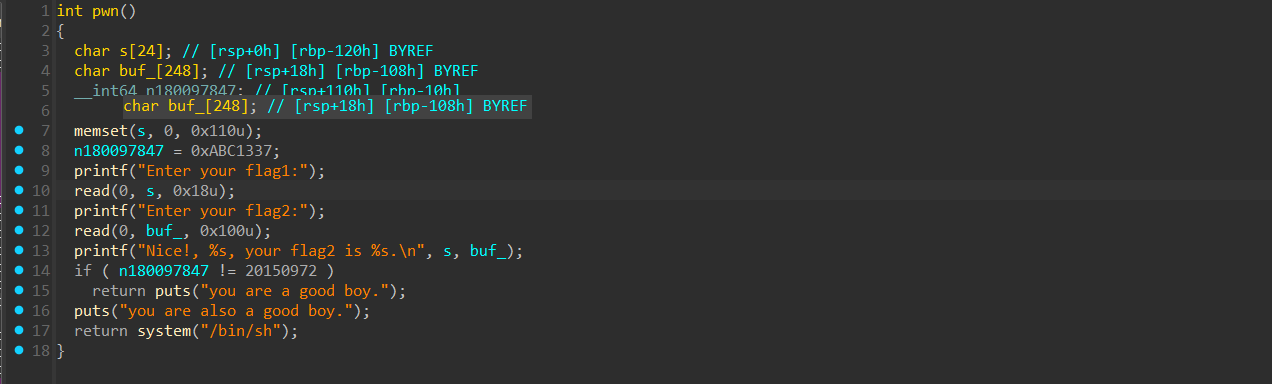 1 int pwn()
2 {
3 char s[24]; // [rsp+0h] [rbp-120h] BYREF
4 char buf_[248]; // [rsp+18h] [rbp-108h] BYREF
5 __int64 n180097847; // [rsp+110h] [rbp-10h]
6 char buf_[248]; // [rsp+18h] [rbp-108h] BYREF
7 memset(s, 0, 0x110u);
8 n180097847 = 0xABC1337;
9 printf("Enter your flag1:");
10 read(0, s, 0x18u);
11 printf("Enter your flag2:");
12 read(0, buf_, 0x100u);
13 printf("Nice!, %s, your flag2 is %s.\n", s, buf_);
14 if ( n180097847 != 20150972 )
15 return puts("you are a good boy.");
16 puts("you are also a good boy.");
17 return system("/bin/sh");
18 }